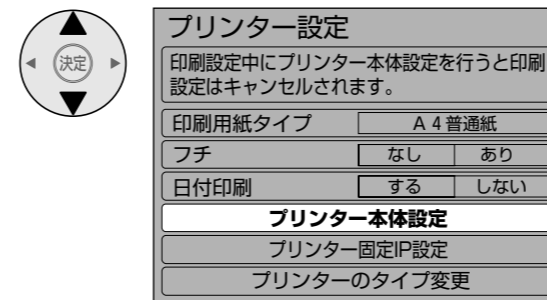 決定
プリンター設定
印刷設定中にプリンター本体設定を行うと印刷
設定はキャンセルされます。
印刷用紙タイプ A4普通紙
フチ なし あり
日付印刷 する しない
プリンター本体設定
プリンター固定IP設定
プリンターのタイプ変更